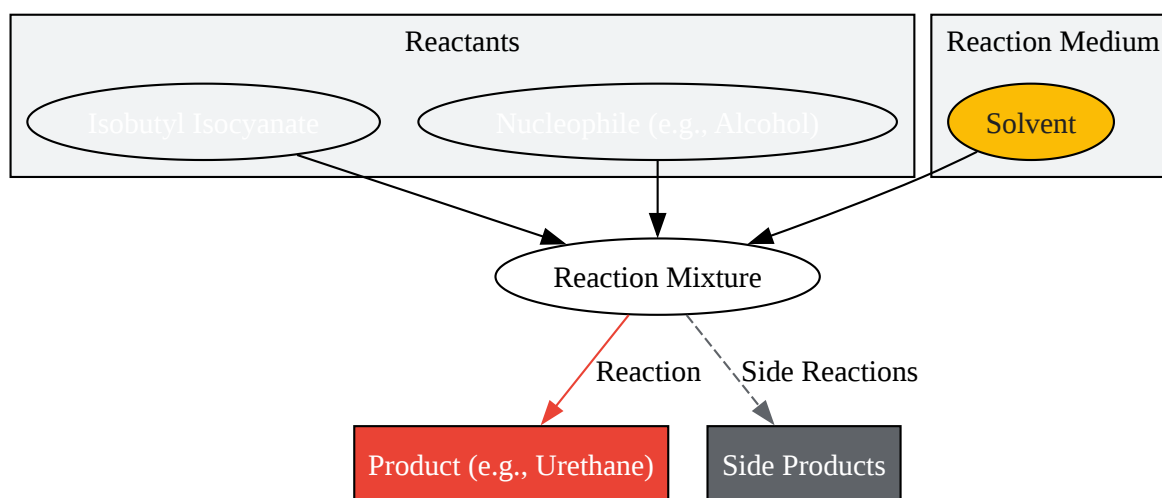 Reactants
Reaction Medium
Isobutyl Isocyanate
Nucleophile (e.g., Alcohol)
Solvent
Reaction Mixture
Reaction
Side Reactions
Product (e.g., Urethane)
Side Products